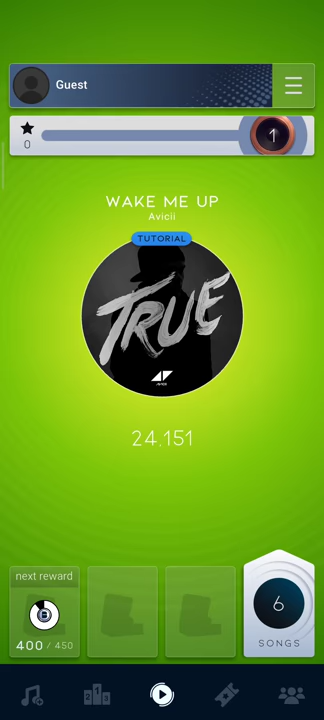 Guest
0
1
WAKE ME UP
Avicii
TUTORIAL
TRUE
24.151
next reward
400 / 450
6
SONGS